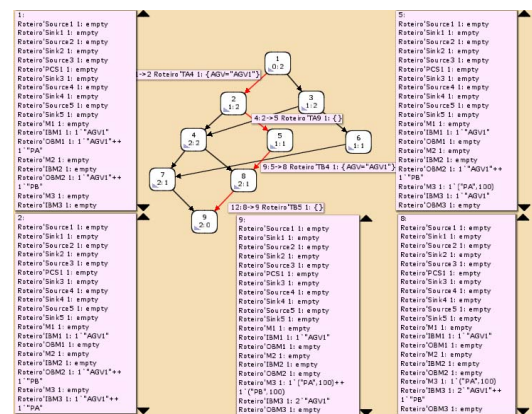 1:
Roteiro'Source1 1: empty
Roteiro'Sink1 1: empty
Roteiro'Source2 1: empty
Roteiro'Sink2 1: empty
Roteiro'Source3 1: empty
Roteiro'PCS1 1: empty
Roteiro'Sink3 1: empty
Roteiro'Source4 1: empty
Roteiro'Sink4 1: empty
Roteiro'Source5 1: empty
Roteiro'Sink5 1: empty
Roteiro'M1 1: empty
Roteiro'IBM1 1: 1`"AGV1"
Roteiro'OBM1 1: 1`"AGV1"++
1`"PA"
Roteiro'M2 1: empty
Roteiro'IBM2 1: empty
Roteiro'OBM2 1: 1`"AGV1"++
1`"PB"
Roteiro'M3 1: empty
Roteiro'IBM3 1: empty
1
0:2
1->2 Roteiro'TA4 1: {AGV="AGV1"}
2
1:2
3
1:2
4:2->5 Roteiro'TA9 1: {}
4
2:2
5
1:1
6
1:1
9:5->8 Roteiro'TB4 1: {AGV="AGV1"}
7
2:1
8
2:1
12:8->9 Roteiro'TB5 1: {}
9
2:0
5:
Roteiro'Source1 1: empty
Roteiro'Sink1 1: empty
Roteiro'Source2 1: empty
Roteiro'Sink2 1: empty
Roteiro'Source3 1: empty
Roteiro'PCS1 1: empty
Roteiro'Sink3 1: empty
Roteiro'Source4 1: empty
Roteiro'Sink4 1: empty
Roteiro'Source5 1: empty
Roteiro'Sink5 1: empty
Roteiro'M1 1: empty
Roteiro'IBM1 1: 1`"AGV1"
Roteiro'OBM1 1: empty
Roteiro'M2 1: empty
Roteiro'IBM2 1: empty
Roteiro'OBM2 1: 1`"AGV1"++
1`"PB"
Roteiro'M3 1: 1`("PA",100)
Roteiro'IBM3 1: 1`"AGV1"
Roteiro'OBM3 1: empty
2:
Roteiro'Source1 1: empty
Roteiro'Sink1 1: empty
Roteiro'Source2 1: empty
Roteiro'Sink2 1: empty
Roteiro'Source3 1: empty
Roteiro'PCS1 1: empty
Roteiro'Sink3 1: empty
Roteiro'Source4 1: empty
Roteiro'Sink4 1: empty
Roteiro'Source5 1: empty
Roteiro'Sink5 1: empty
Roteiro'M1 1: empty
Roteiro'IBM1 1: 1`"AGV1"
Roteiro'OBM1 1: empty
Roteiro'M2 1: empty
Roteiro'IBM2 1: empty
Roteiro'OBM2 1: 1`"AGV1"++
1`"PB"
Roteiro'M3 1: empty
Roteiro'IBM3 1: 1`"AGV1"++
1`"PA"
9:
Roteiro'Source1 1: empty
Roteiro'Sink1 1: empty
Roteiro'Source2 1: empty
Roteiro'Sink2 1: empty
Roteiro'Source3 1: empty
Roteiro'PCS1 1: empty
Roteiro'Sink3 1: empty
Roteiro'Source4 1: empty
Roteiro'Sink4 1: empty
Roteiro'Source5 1: empty
Roteiro'Sink5 1: empty
Roteiro'M1 1: empty
Roteiro'IBM1 1: 1`"AGV1"
Roteiro'OBM1 1: empty
Roteiro'M2 1: empty
Roteiro'IBM2 1: empty
Roteiro'OBM2 1: empty
Roteiro'M3 1: 1`("PA",100)++
1`("PB",100)
Roteiro'IBM3 1: 2`"AGV1"
Roteiro'OBM3 1: empty
8:
Roteiro'Source1 1: empty
Roteiro'Sink1 1: empty
Roteiro'Source2 1: empty
Roteiro'Sink2 1: empty
Roteiro'Source3 1: empty
Roteiro'PCS1 1: empty
Roteiro'Sink3 1: empty
Roteiro'Source4 1: empty
Roteiro'Sink4 1: empty
Roteiro'Source5 1: empty
Roteiro'Sink5 1: empty
Roteiro'M1 1: empty
Roteiro'IBM1 1: 1`"AGV1"
Roteiro'OBM1 1: empty
Roteiro'M2 1: empty
Roteiro'IBM2 1: empty
Roteiro'OBM2 1: empty
Roteiro'M3 1: 1`("PA",100)
Roteiro'IBM3 1: 2`"AGV1"++
1`"PB"
Roteiro'OBM3 1: empty